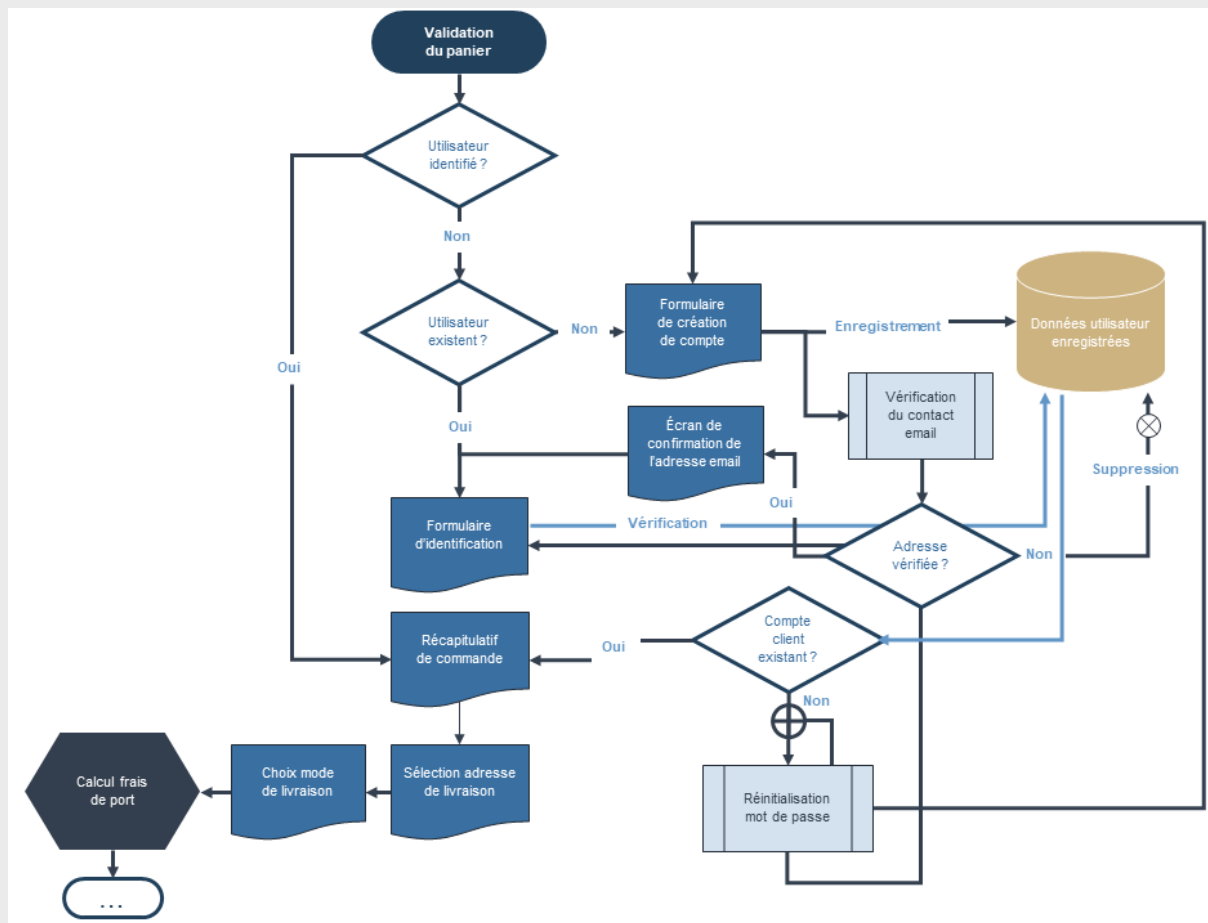 Validation
du panier
Utilisateur
identifié ?
Non
Utilisateur
existent ?
Non
Formulaire
de création
de compte
Enregistrement
Données utilisateur
enregistrées
Oui
Oui
Écran de
confirmation de
l'adresse email
Vérification
du contact
email
Suppression
Oui
Formulaire
d'identification
Vérification
Adresse
vérifiée ?
Non
Récapitulatif
de commande
Oui
Compte
client
existant ?
Non
Calcul frais
de port
Choix mode
de livraison
Sélection adresse
de livraison
Réinitialisation
mot de passe
...